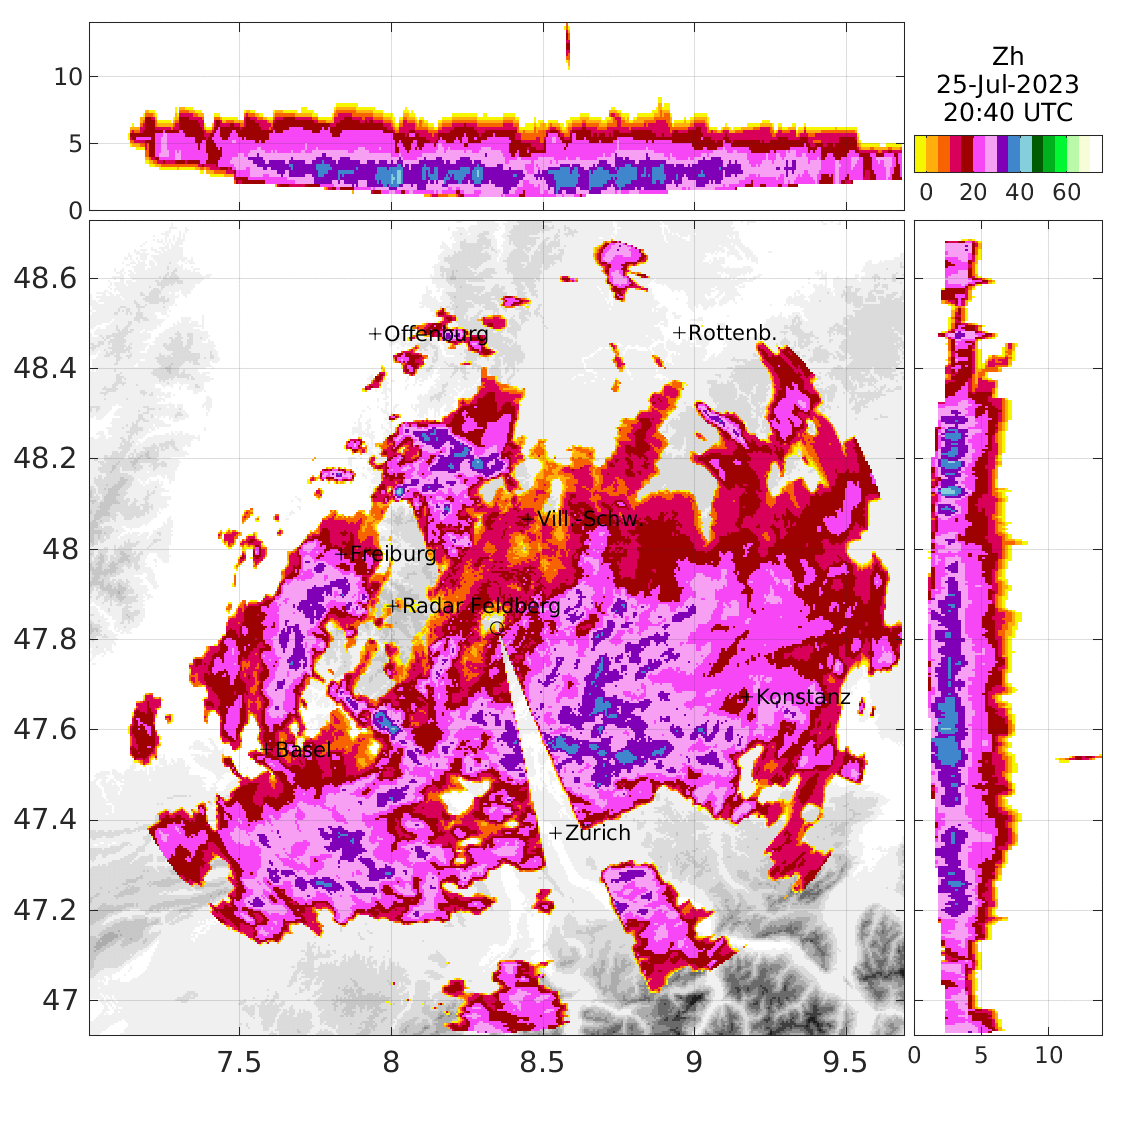 10
5
0
Zh
25-Jul-2023
20:40 UTC
0 20 40 60
48.6
48.4
48.2
48
47.8
47.6
47.4
47.2
47
+Offenburg
+Rottenb.
+Vill.-Schw.
+Freiburg
+Radar Feldberg
+Konstanz
+Basel
+Zürich
7.5 8 8.5 9 9.5
0 5 10